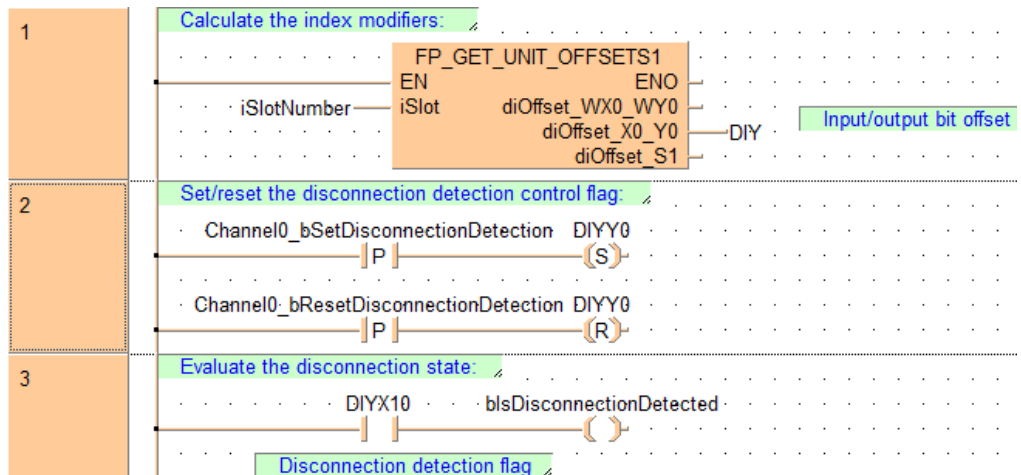 1
Calculate the index modifiers:
FP_GET_UNIT_OFFSETS1
EN ENO
iSlotNumber iSlot diOffset_WX0_WY0
diOffset_X0_Y0 DIY Input/output bit offset
diOffset_S1
2
Set/reset the disconnection detection control flag:
Channel0_bSetDisconnectionDetection DIYY0
P S
Channel0_bResetDisconnectionDetection DIYY0
P R
3
Evaluate the disconnection state:
DIYX10 bIsDisconnectionDetected
Disconnection detection flag